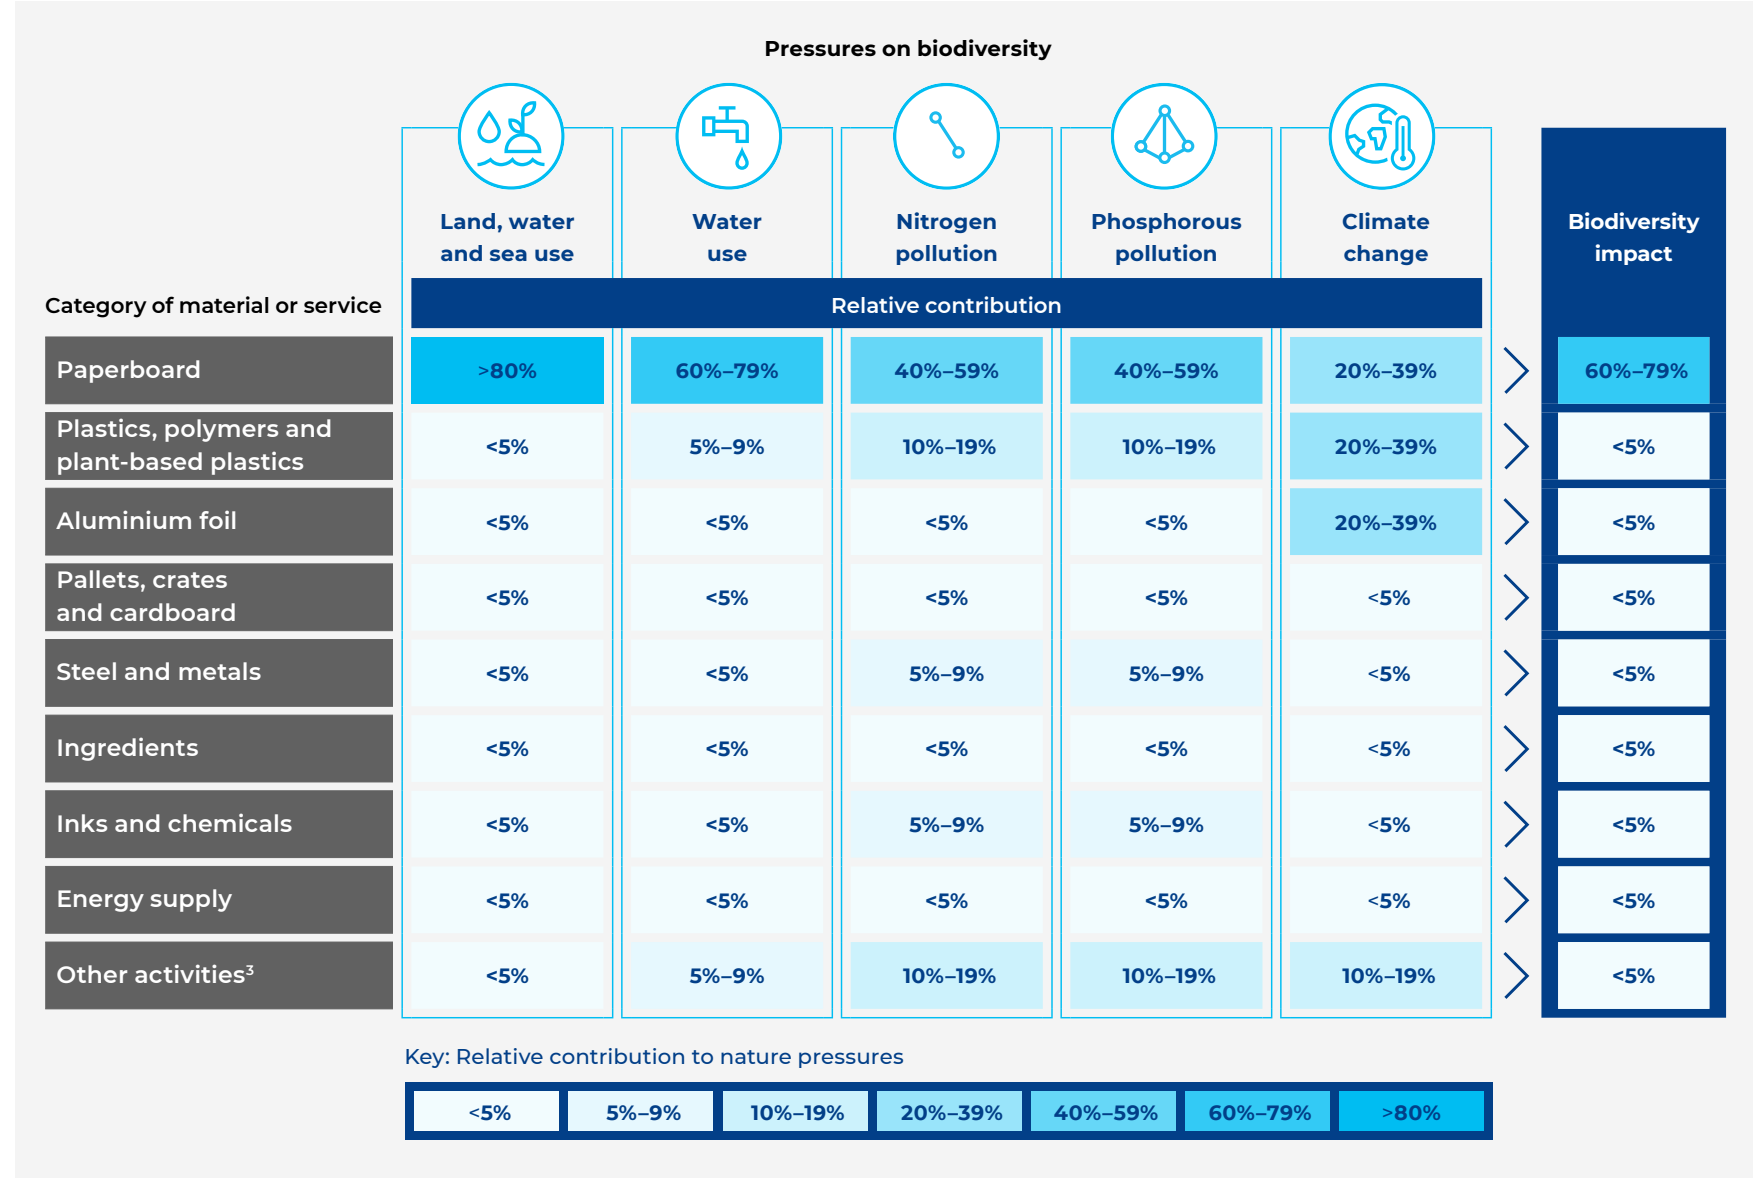 Pressures on biodiversity
Land, water
and sea use
Water
use
Nitrogen
pollution
Phosphorous
pollution
Climate
change
Biodiversity
impact
Category of material or service
Relative contribution
Paperboard
>80%
60%–79%
40%–59%
40%–59%
20%–39%
60%–79%
Plastics, polymers and
plant-based plastics
<5%
5%–9%
10%–19%
10%–19%
20%–39%
<5%
Aluminium foil
<5%
<5%
<5%
<5%
20%–39%
<5%
Pallets, crates
and cardboard
<5%
<5%
<5%
<5%
<5%
<5%
Steel and metals
<5%
<5%
5%–9%
5%–9%
<5%
<5%
Ingredients
<5%
<5%
<5%
<5%
<5%
<5%
Inks and chemicals
<5%
<5%
5%–9%
5%–9%
<5%
<5%
Energy supply
<5%
<5%
<5%
<5%
<5%
<5%
Other activities³
<5%
5%–9%
10%–19%
10%–19%
10%–19%
<5%
Key: Relative contribution to nature pressures
<5%
5%–9%
10%–19%
20%–39%
40%–59%
60%–79%
>80%